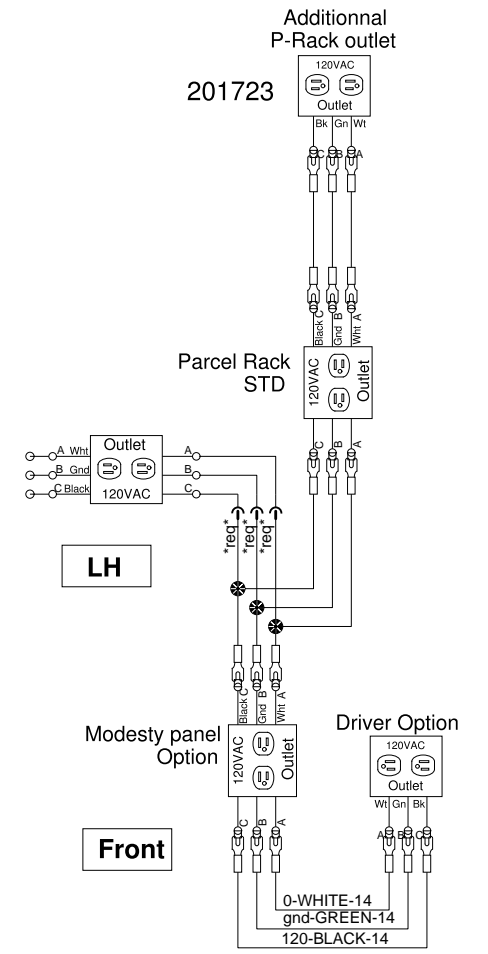 Additionnal
P-Rack outlet
201723
120VAC
Outlet
Bk Gn Wt
C B A
Black C
Gnd B
Wht A
Parcel Rack
STD
120VAC
Outlet
C B A
A Wht
B Gnd
C Black
Outlet
120VAC
A
B
C
*req*
*req*
*req*
LH
Black C
Gnd B
Wht A
Modesty panel
Option
120VAC
Outlet
Driver Option
120VAC
Outlet
Wt Gn Bk
C B A
A B C
Front
0-WHITE-14
gnd-GREEN-14
120-BLACK-14